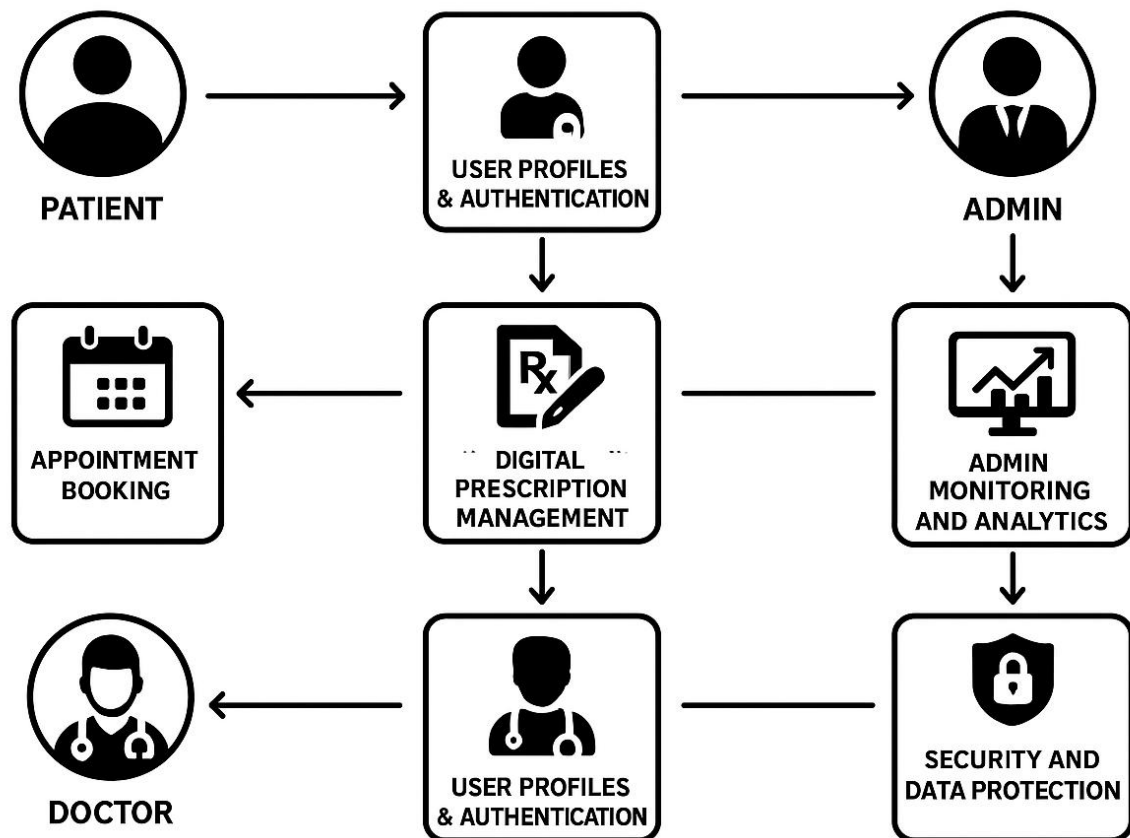 PATIENT
USER PROFILES
& AUTHENTICATION
ADMIN
APPOINTMENT
BOOKING
Rx
DIGITAL
PRESCRIPTION
MANAGEMENT
ADMIN
MONITORING
AND ANALYTICS
DOCTOR
USER PROFILES
& AUTHENTICATION
SECURITY AND
DATA PROTECTION